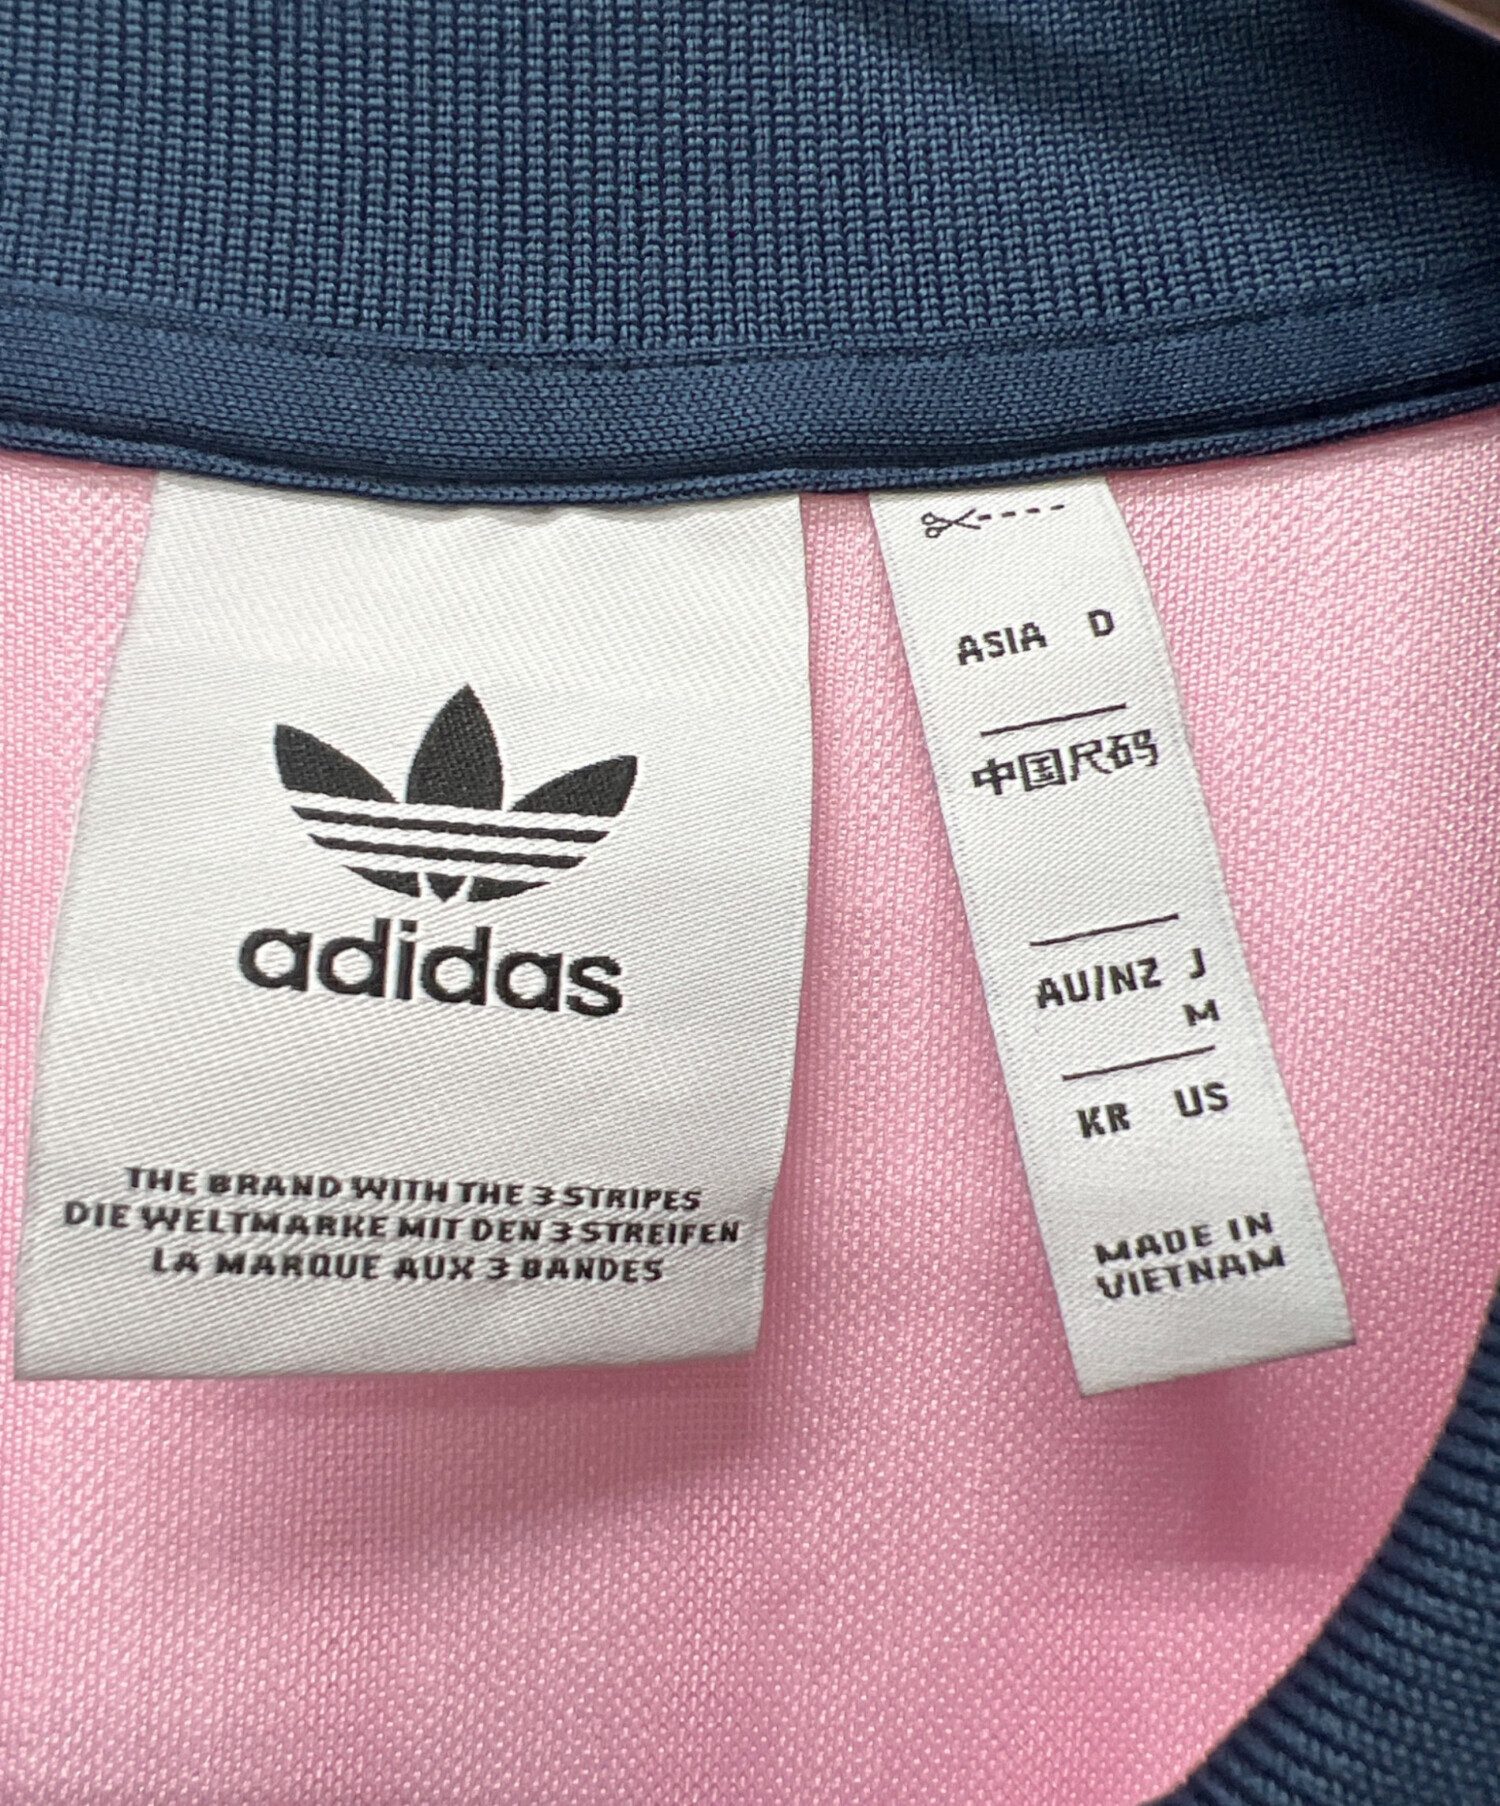 adidas
THE BRAND WITH THE 3 STRIPES
DIE WELTMARKE MIT DEN 3 STREIFEN
LA MARQUE AUX 3 BANDES
ASIA D
中国尺码
AU/NZ J
M
KR US
MADE IN
VIETNAM